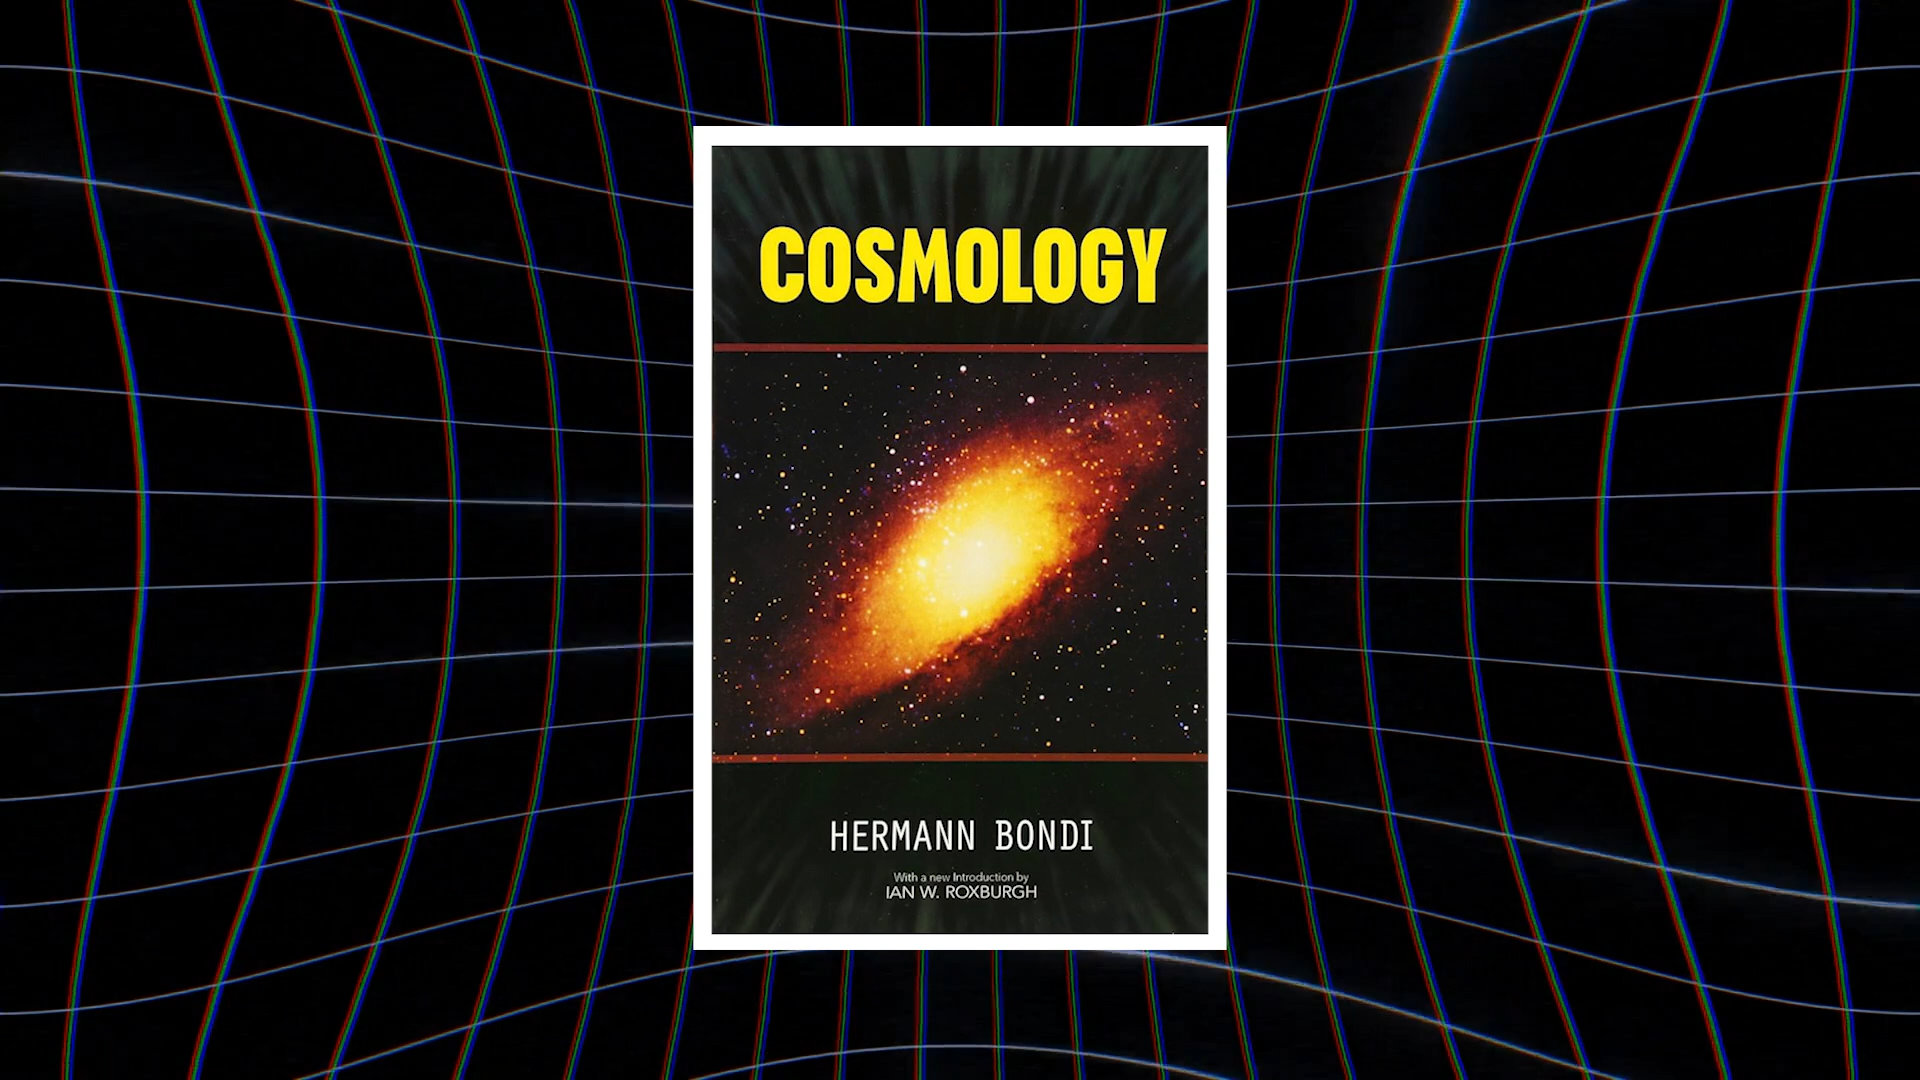 COSMOLOGY
HERMANN BONDI
With a new Introduction by
IAN W. ROXBURGH